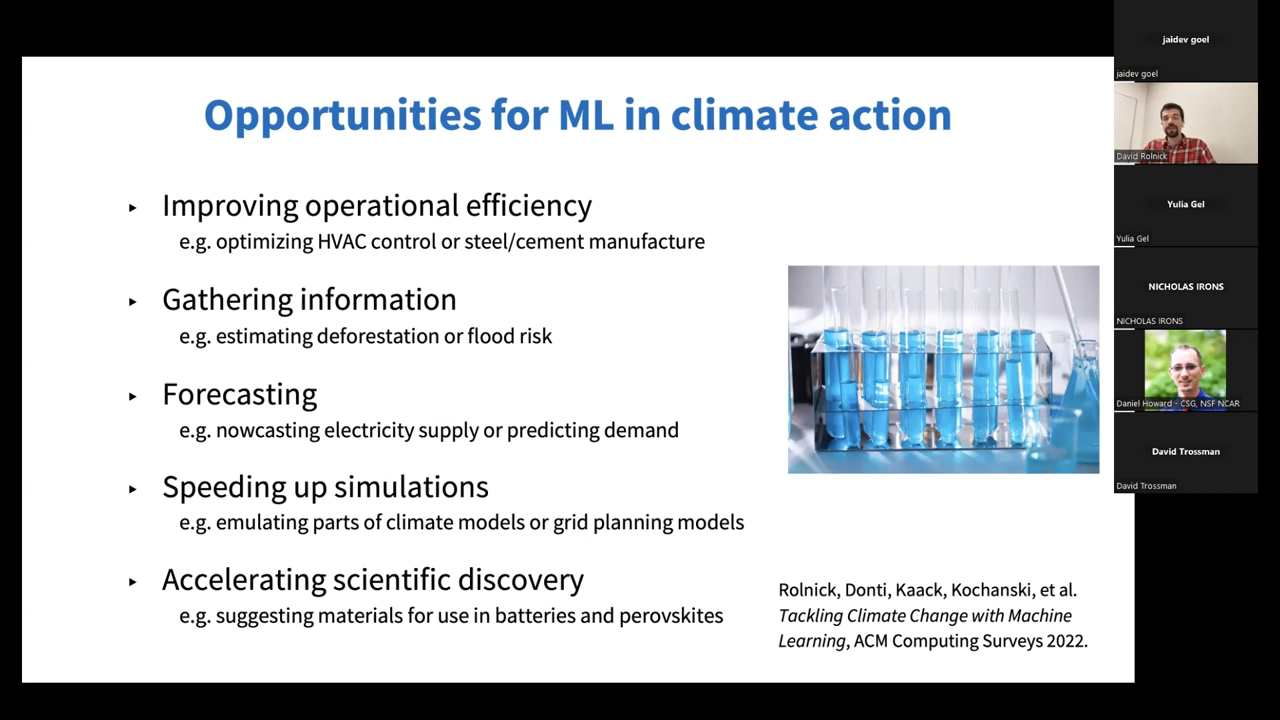 Opportunities for ML in climate action
▸ Improving operational efficiency
e.g. optimizing HVAC control or steel/cement manufacture
▸ Gathering information
e.g. estimating deforestation or flood risk
▸ Forecasting
e.g. nowcasting electricity supply or predicting demand
▸ Speeding up simulations
e.g. emulating parts of climate models or grid planning models
▸ Accelerating scientific discovery
e.g. suggesting materials for use in batteries and perovskites
Rolnick, Donti, Kaack, Kochanski, et al.
Tackling Climate Change with Machine
Learning, ACM Computing Surveys 2022.
jaidev goel
jaidev goel
David Rolnick
Yulia Gel
Yulia Gel
NICHOLAS IRONS
NICHOLAS IRONS
Daniel Howard - CSG, NSF NCAR
David Trossman
David Trossman